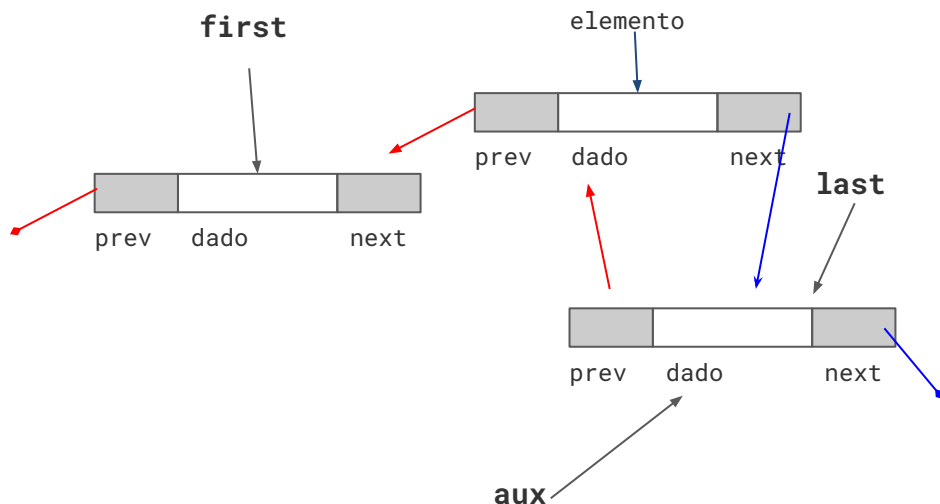 first
elemento
prev dado next
last
prev dado next
prev dado next
aux